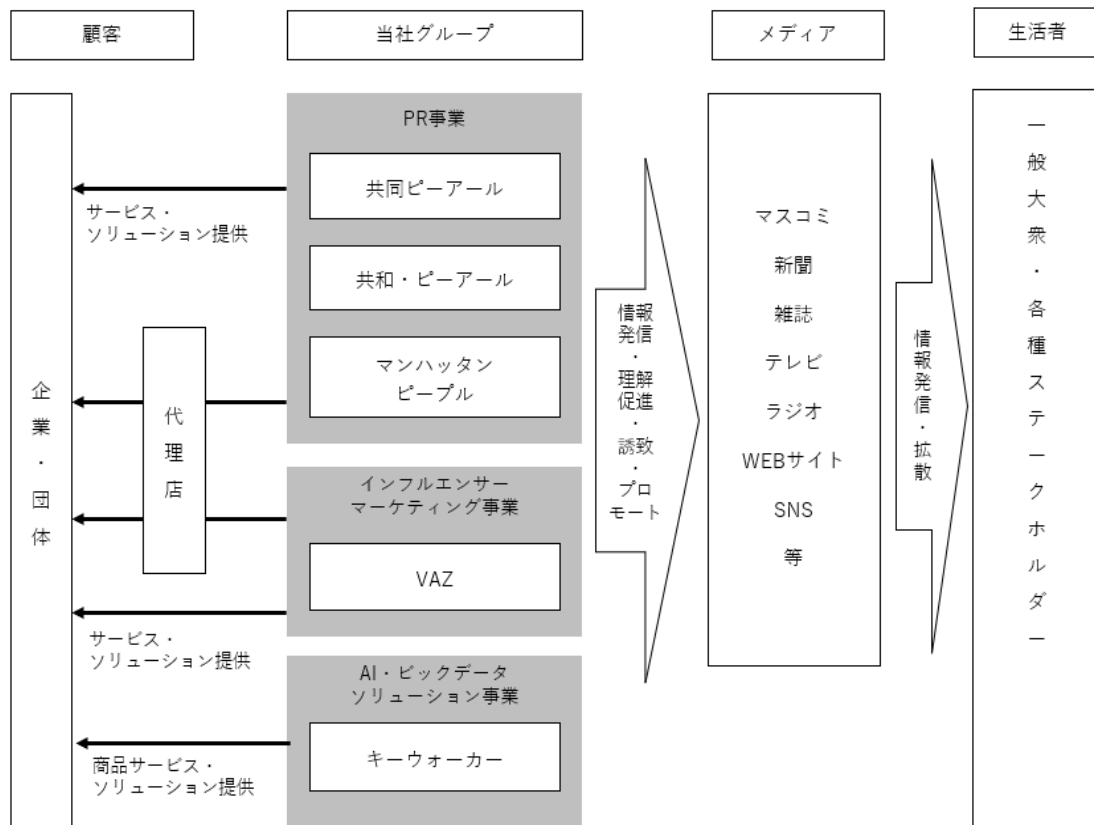 顧客
当社グループ
メディア
生活者
企業・団体
サービス・
ソリューション提供
代理店
サービス・
ソリューション提供
商品サービス・
ソリューション提供
PR事業
共同ピーアール
共和・ピーアール
マンハッタン
ピープル
インフルエンサー
マーケティング事業
VAZ
AI・ビックデータ
ソリューション事業
キーウォーカー
情報
発信
・
理解
促進
・
誘致
・
プロ
モート
マスコミ
新聞
雑誌
テレビ
ラジオ
WEBサイト
SNS
等
情報発信・拡散
一般大衆・各種ステークホルダー